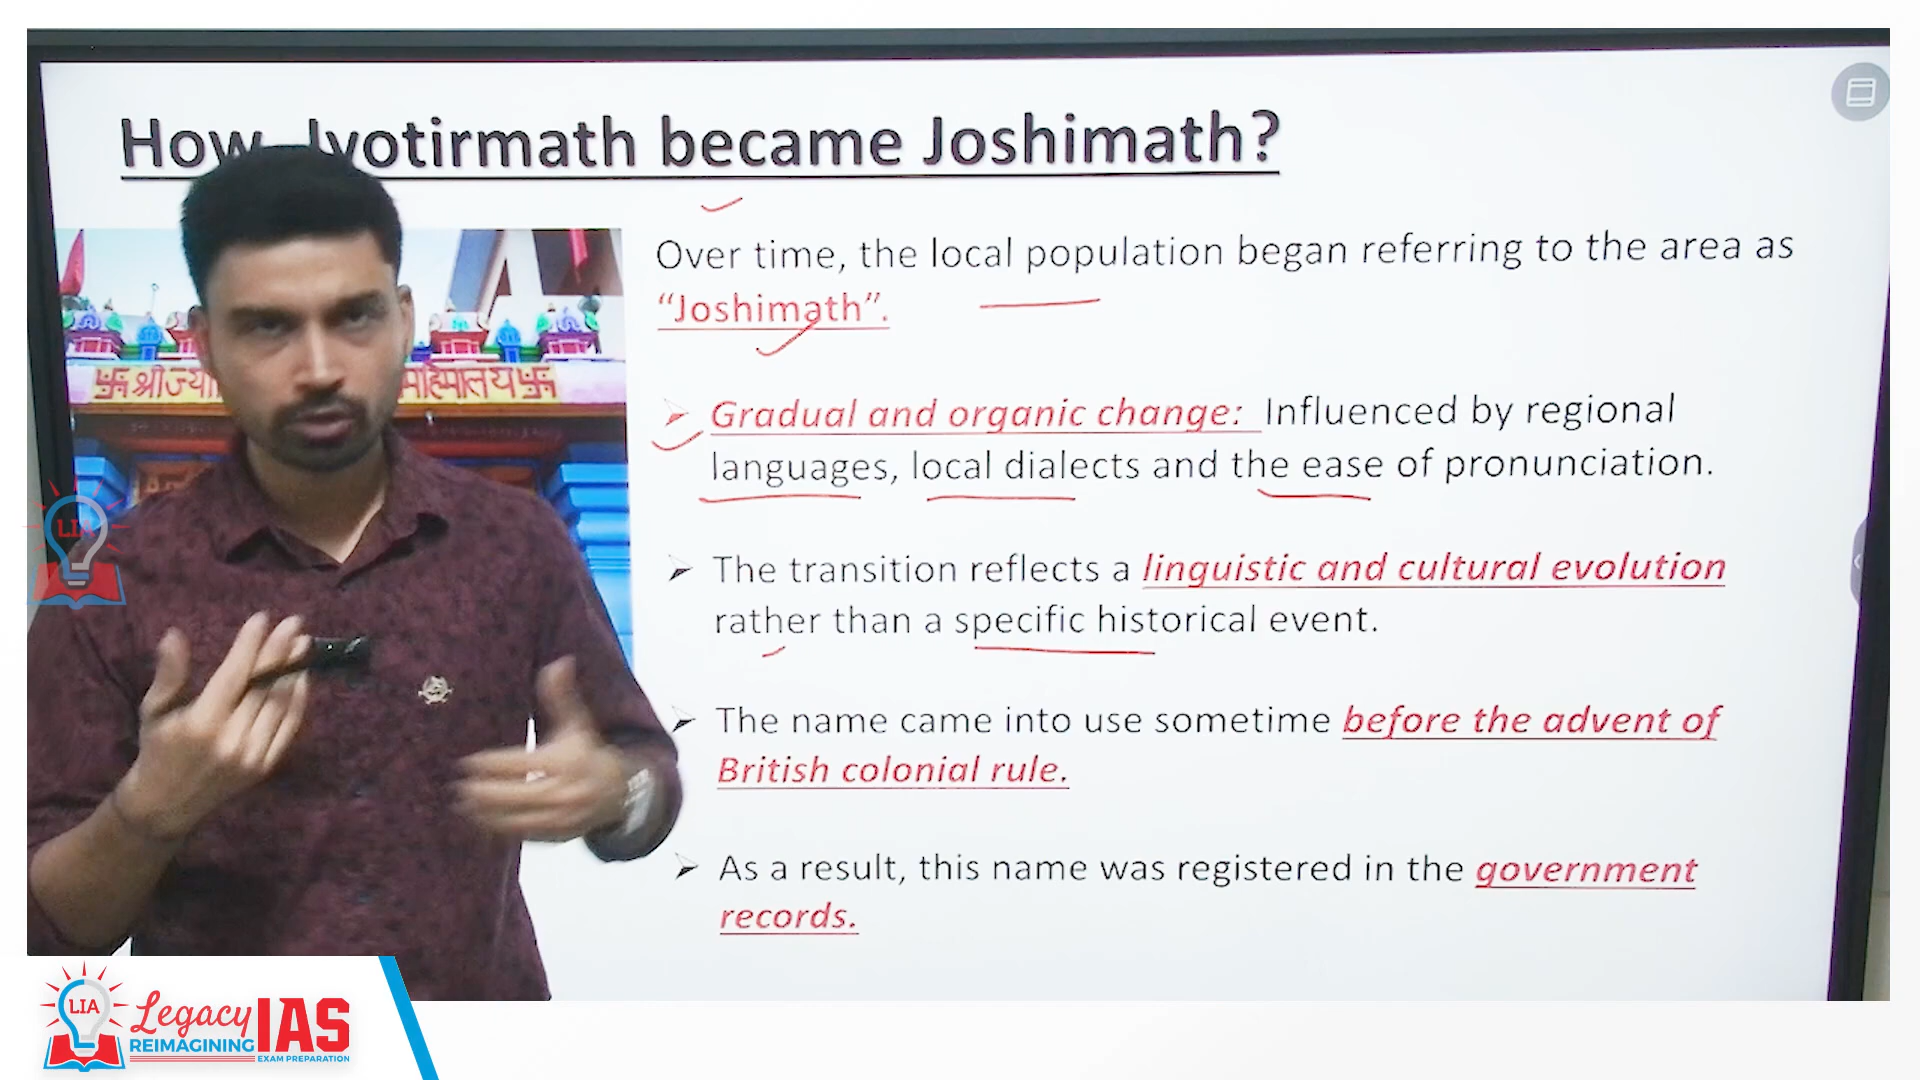 How Jyotirmath became Joshimath?
Over time, the local population began referring to the area as
“Joshimath”.
Gradual and organic change: Influenced by regional
languages, local dialects and the ease of pronunciation.
The transition reflects a linguistic and cultural evolution
rather than a specific historical event.
The name came into use sometime before the advent of
British colonial rule.
As a result, this name was registered in the government
records.
LIA
LIA
Legacy IAS
REIMAGINING
EXAM PREPARATION